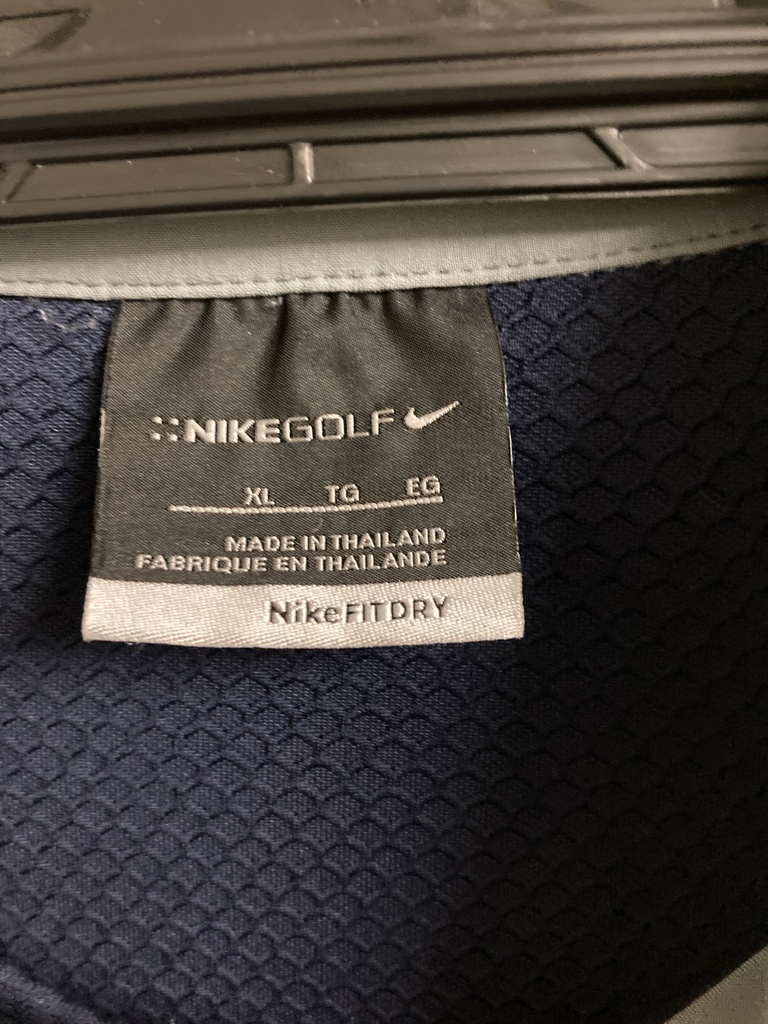 NIKEGOLF
XL TG EG
MADE IN THAILAND
FABRIQUE EN THAILANDE
NikeFITDRY